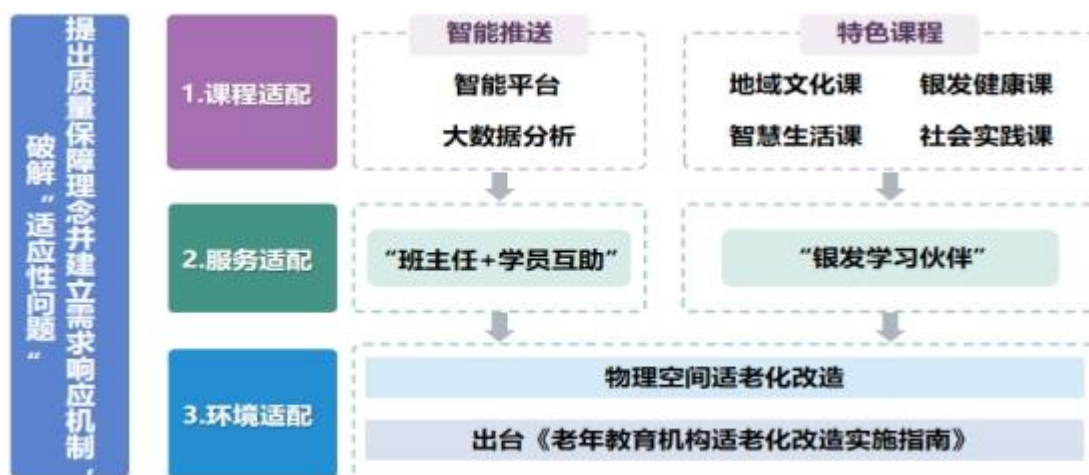 提出质量保障理念并建立需求响应机制，
破解“适应性问题”
1.课程适配
智能推送
智能平台
大数据分析
特色课程
地域文化课 银发健康课
智慧生活课 社会实践课
2.服务适配
“班主任+学员互助”
“银发学习伙伴”
3.环境适配
物理空间适老化改造
出台《老年教育机构适老化改造实施指南》